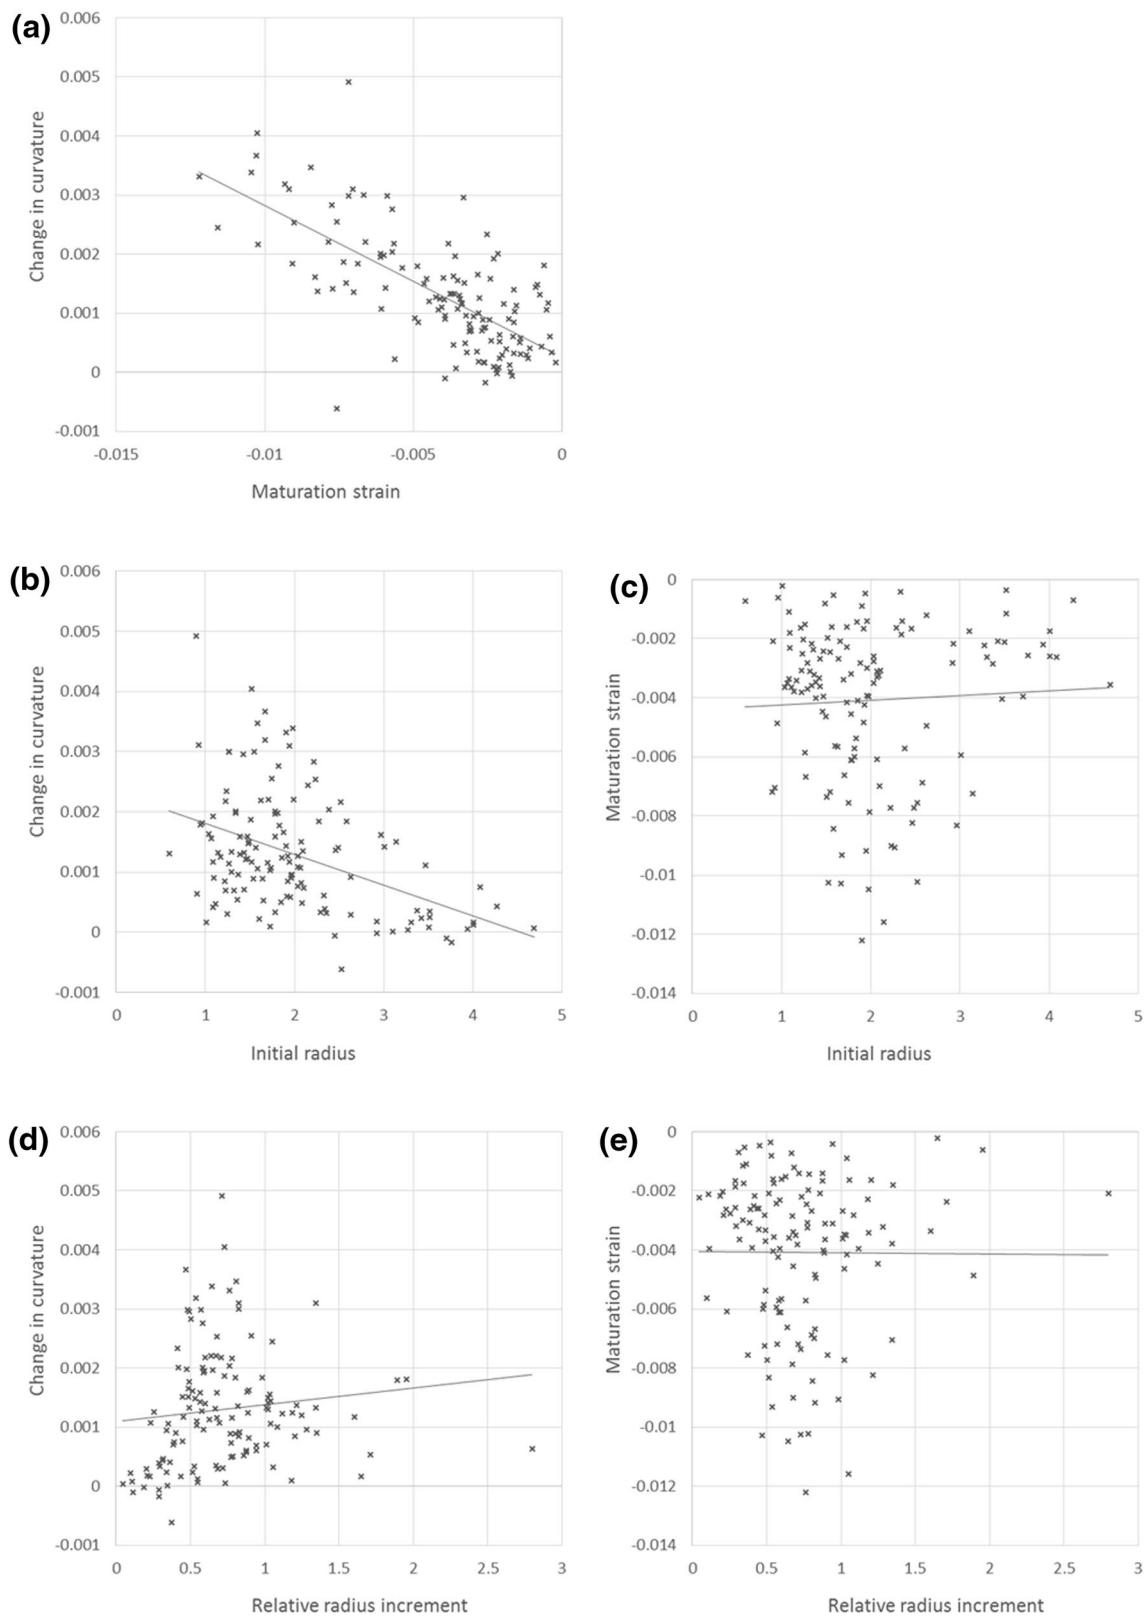 (a)
0.006
0.005
0.004
0.003
0.002
0.001
0
-0.001
Change in curvature
-0.015 -0.01 -0.005 0
Maturation strain
(b)
0.006
0.005
0.004
0.003
0.002
0.001
0
-0.001
Change in curvature
0 1 2 3 4 5
Initial radius
(c)
0
-0.002
-0.004
-0.006
-0.008
-0.01
-0.012
-0.014
Maturation strain
0 1 2 3 4 5
Initial radius
(d)
0.006
0.005
0.004
0.003
0.002
0.001
0
-0.001
Change in curvature
0 0.5 1 1.5 2 2.5 3
Relative radius increment
(e)
0
-0.002
-0.004
-0.006
-0.008
-0.01
-0.012
-0.014
Maturation strain
0 0.5 1 1.5 2 2.5 3
Relative radius increment